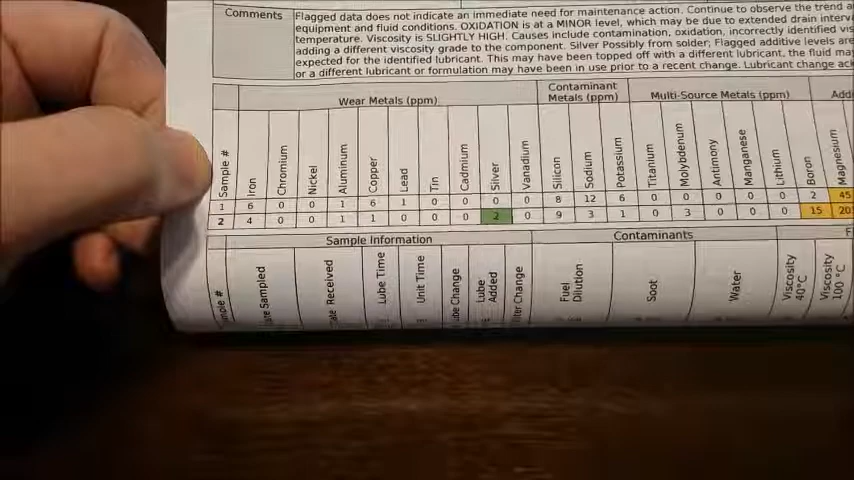 Comments
Flagged data does not indicate an immediate need for maintenance action. Continue to observe the trend
equipment and fluid conditions. OXIDATION is at a MINOR level, which may be due to extended drain
temperature. Viscosity is SLIGHTLY HIGH. Causes include contamination, oxidation, incorrectly identified
adding a different viscosity grade to the component. Silver Possibly from solder; Flagged additive levels are
expected for the identified lubricant. This may have been topped off with a different lubricant, the fluid
or a different lubricant or formulation may have been in use prior to a recent change. Lubricant change
Wear Metals (ppm) Contaminant Metals (ppm) Multi-Source Metals (ppm)
Sample # Iron Chromium Nickel Aluminum Copper Lead Tin Cadmium Silver Vanadium Silicon Sodium Potassium Titanium Molybdenum Antimony Manganese Lithium Boron Magnesium
1 6 0 0 1 6 1 0 0 0 0 8 12 6 0 0 0 0 0 2 45
2 4 0 0 1 1 0 0 0 2 0 9 3 1 0 3 0 0 0 15 20
Sample Information Contaminants F
Lube Time Unit Time Lube Added Fuel Dilution Soot Water Viscosity 40°C Viscosity 100 °C